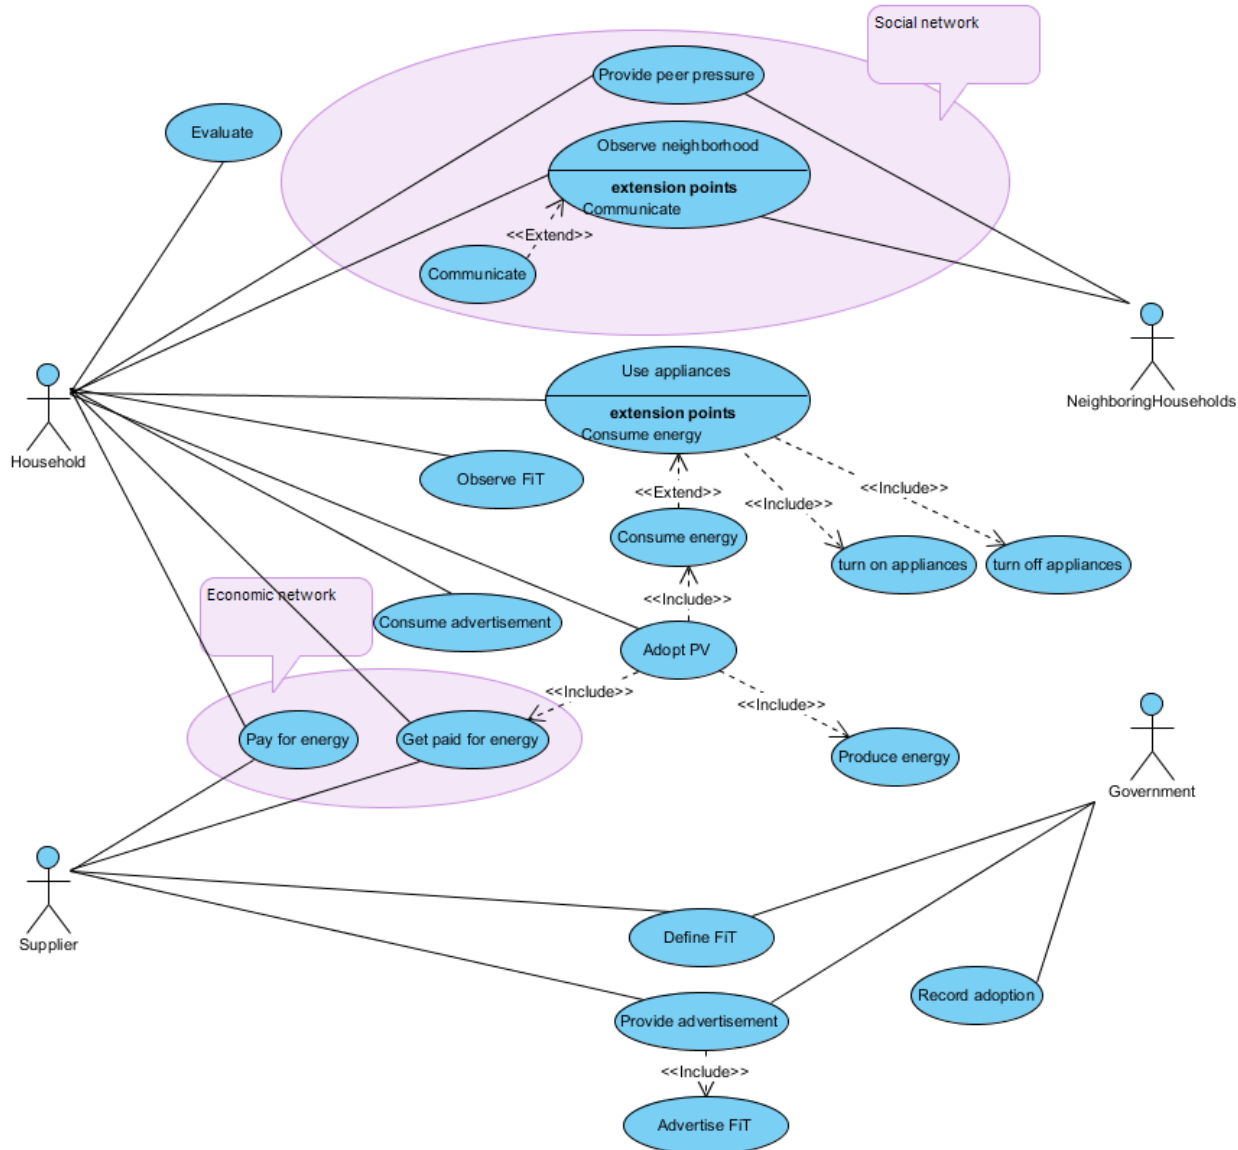 Social network
Provide peer pressure
Evaluate
Observe neighborhood
extension points
Communicate
<<Extend>>
Communicate
NeighboringHouseholds
Household
Use appliances
extension points
Consume energy
Observe FiT
<<Extend>>
<<Include>>
<<Include>>
Consume energy
turn on appliances
turn off appliances
Economic network
<<Include>>
Consume advertisement
Adopt PV
<<Include>>
<<Include>>
Pay for energy
Get paid for energy
Produce energy
Government
Supplier
Define FiT
Record adoption
Provide advertisement
<<Include>>
Advertise FiT